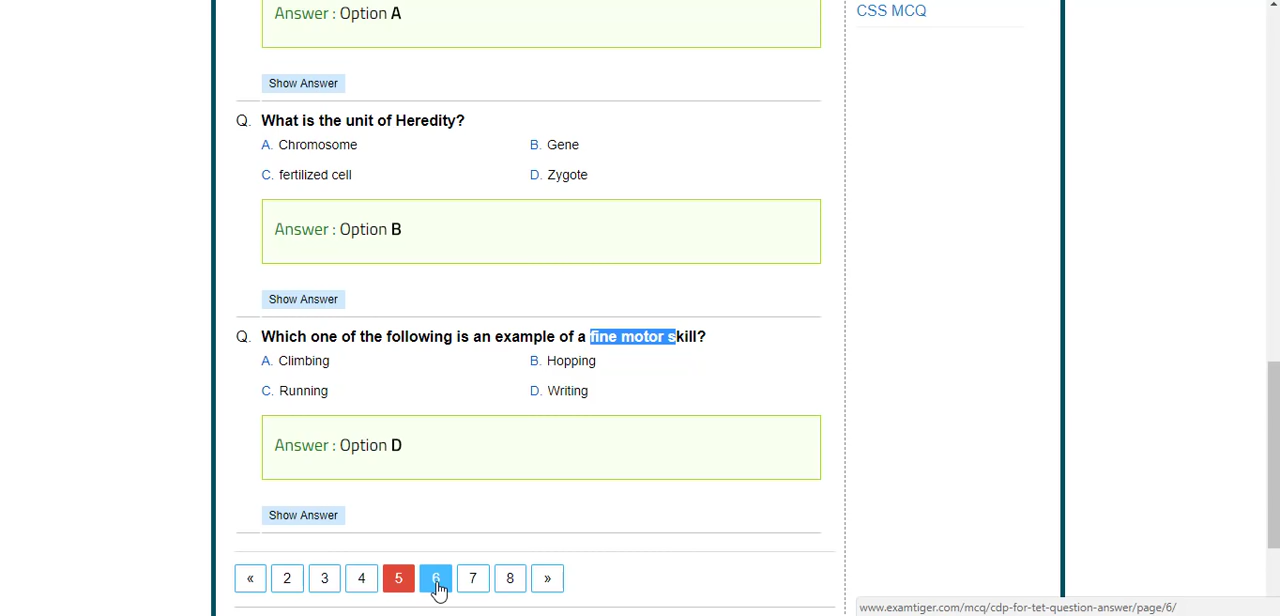 Answer : Option A
CSS MCQ
Show Answer
Q. What is the unit of Heredity?
A. Chromosome B. Gene
C. fertilized cell D. Zygote
Answer : Option B
Show Answer
Q. Which one of the following is an example of a fine motor skill?
A. Climbing B. Hopping
C. Running D. Writing
Answer : Option D
Show Answer
« 2 3 4 5 6 7 8 »
www.examtiger.com/mcq/cdp-for-tet-question-answer/page/6/